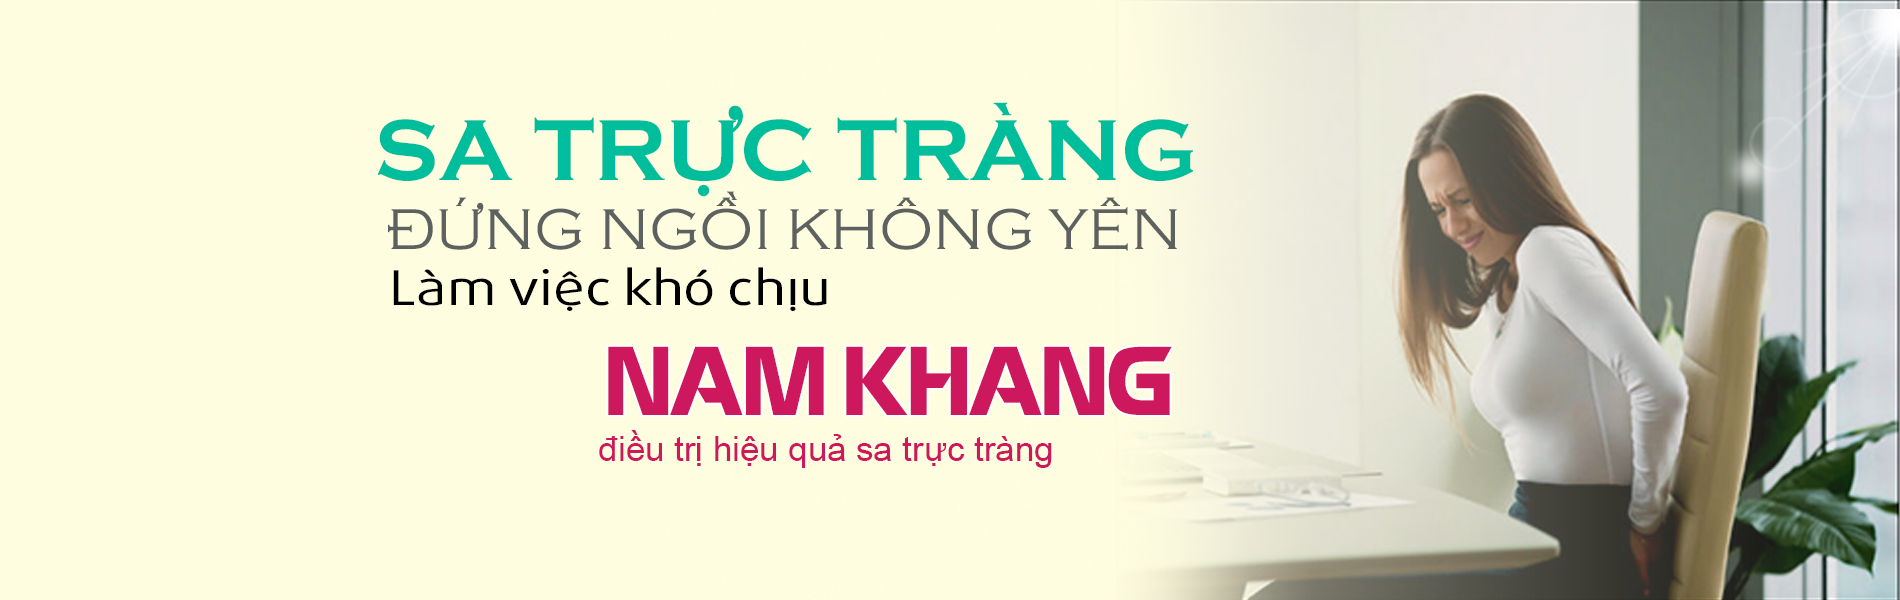 SA TRỰC TRÀNG
ĐỨNG NGỒI KHÔNG YÊN
Làm việc khó chịu
NAM KHANG
điều trị hiệu quả sa trực tràng